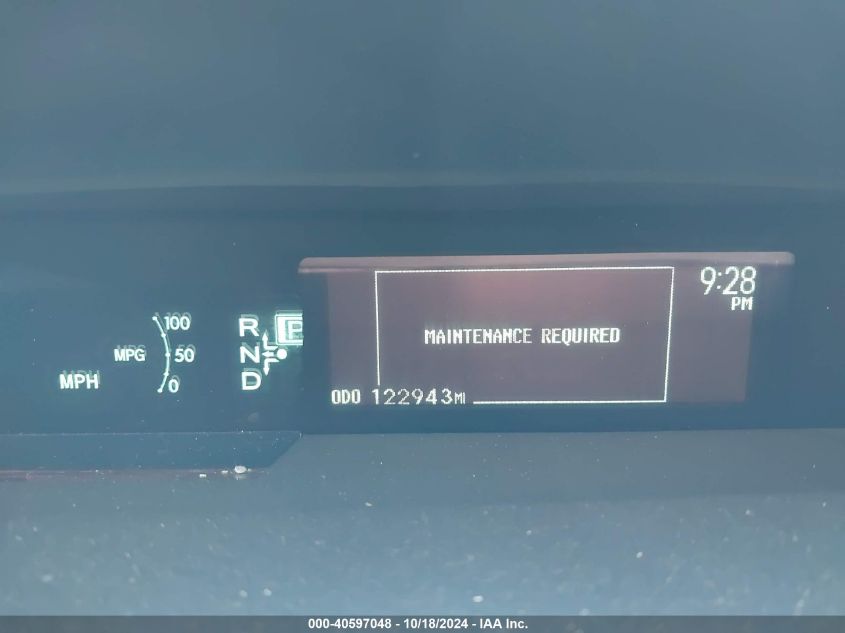 9:28
PM
100
MPG
50
MPH
0
R
P
N
D
MAINTENANCE REQUIRED
ODO 122943MI
000-40597048 - 10/18/2024 - IAA Inc.